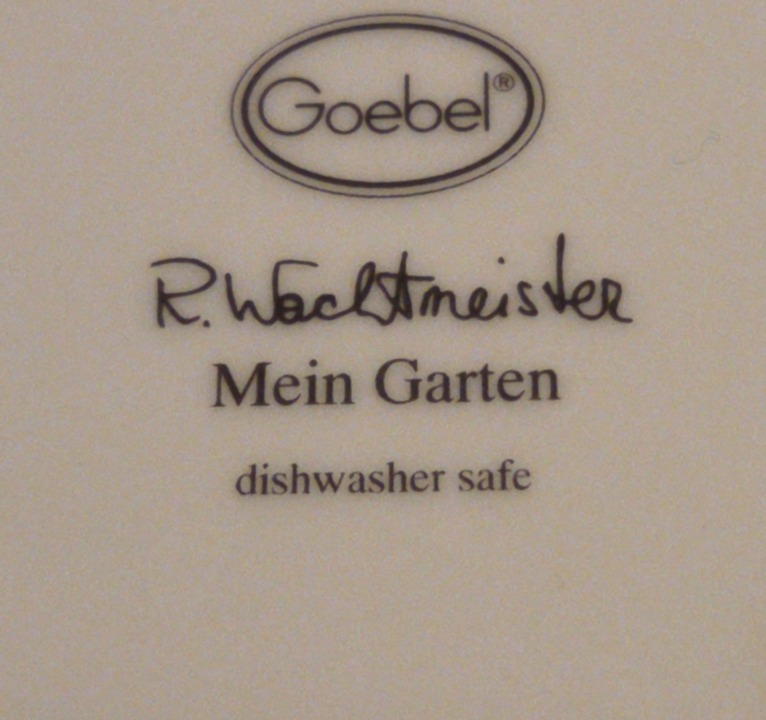 Goebel®
R. Wachtmeister
Mein Garten
dishwasher safe